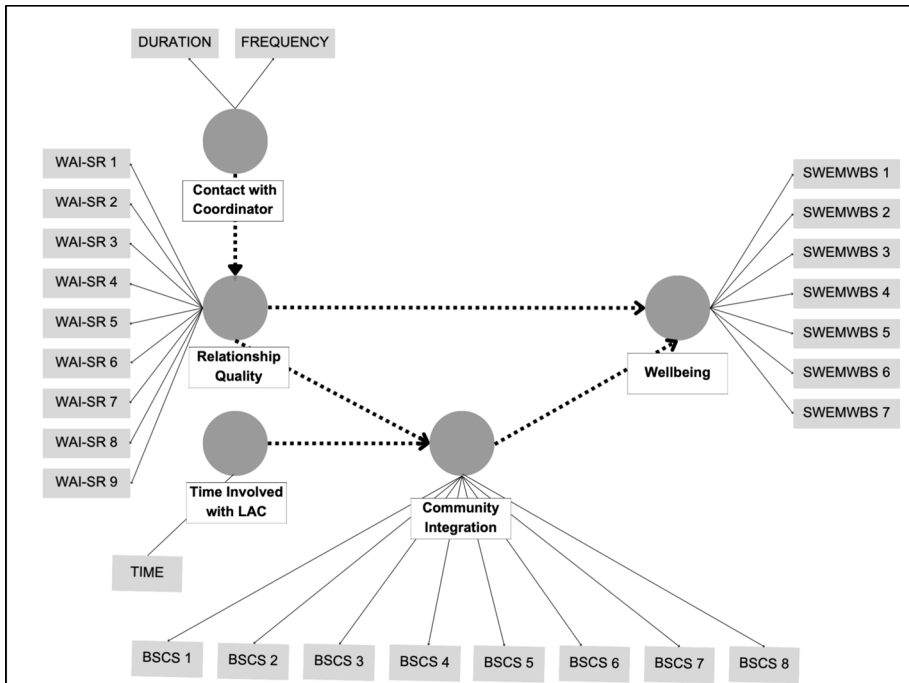 DURATION
FREQUENCY
WAI-SR 1
WAI-SR 2
WAI-SR 3
WAI-SR 4
WAI-SR 5
WAI-SR 6
WAI-SR 7
WAI-SR 8
WAI-SR 9
Contact with
Coordinator
Relationship
Quality
Time Involved
with LAC
TIME
Community
Integration
Wellbeing
SWEMWBS 1
SWEMWBS 2
SWEMWBS 3
SWEMWBS 4
SWEMWBS 5
SWEMWBS 6
SWEMWBS 7
BSCS 1
BSCS 2
BSCS 3
BSCS 4
BSCS 5
BSCS 6
BSCS 7
BSCS 8